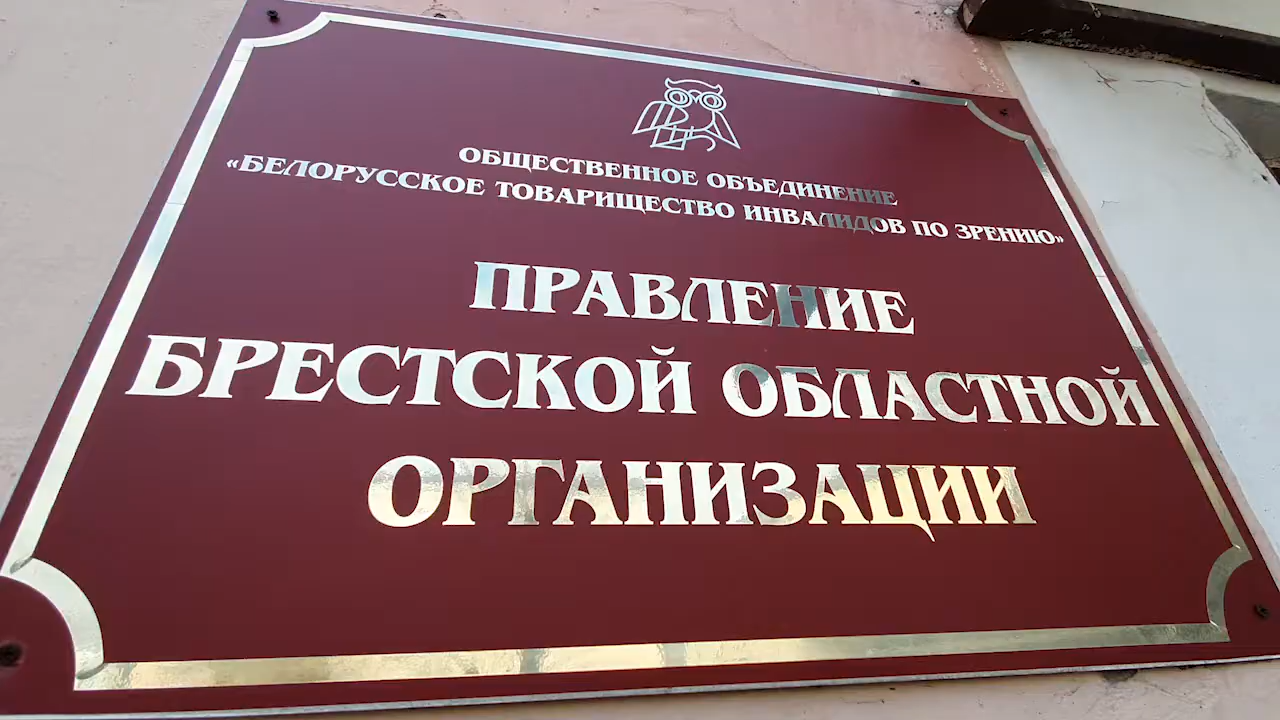 ОБЩЕСТВЕННОЕ ОБЪЕДИНЕНИЕ
«БЕЛОРУССКОЕ ТОВАРИЩЕСТВО ИНВАЛИДОВ ПО ЗРЕНИЮ»
ПРАВЛЕНИЕ
БРЕСТСКОЙ ОБЛАСТНОЙ
ОРГАНИЗАЦИИ